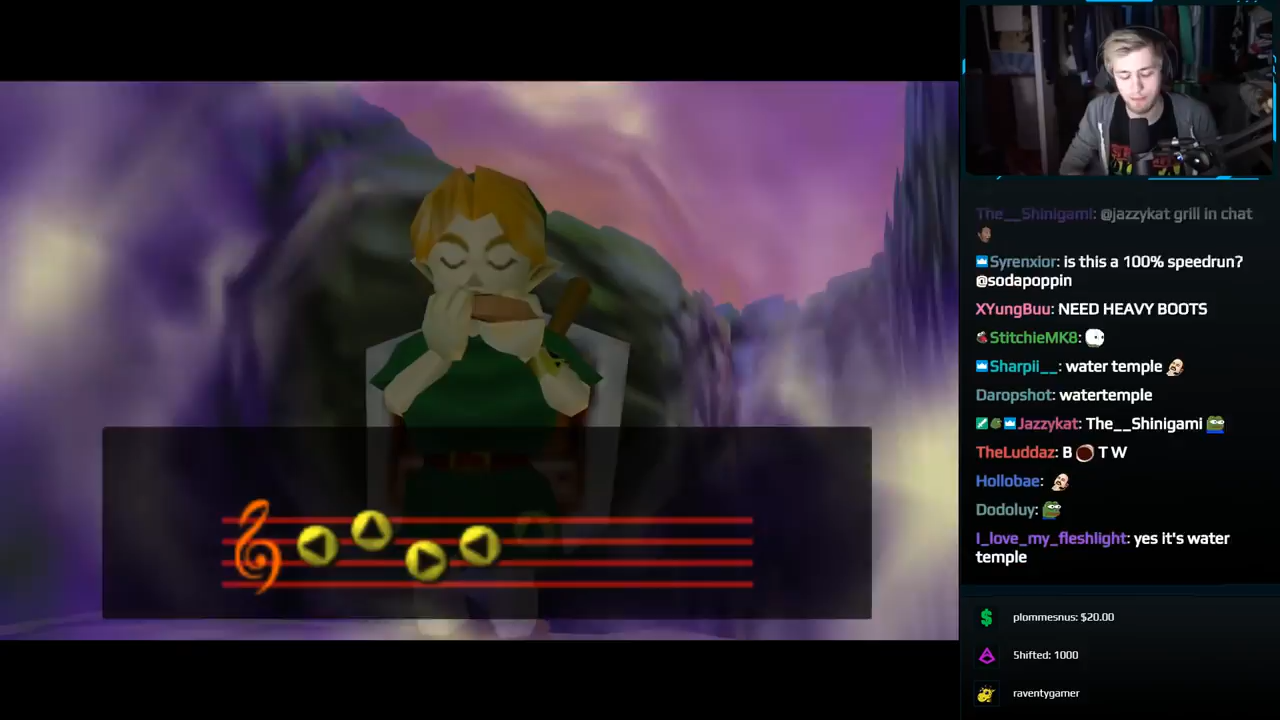 The__Shinigami: @jazzykat grill in chat
Syrenxior: is this a 100% speedrun?
@sodapoppin
XYungBuu: NEED HEAVY BOOTS
StitchieMK8:
Sharpii__: water temple
Daropshot: watertemple
Jazzykat: The__Shinigami
TheLuddaz: B T W
Hollobae:
Dodoluy:
I_love_my_fleshlight: yes it's water
temple
plommesnus: $20.00
Shifted: 1000
raventygamer